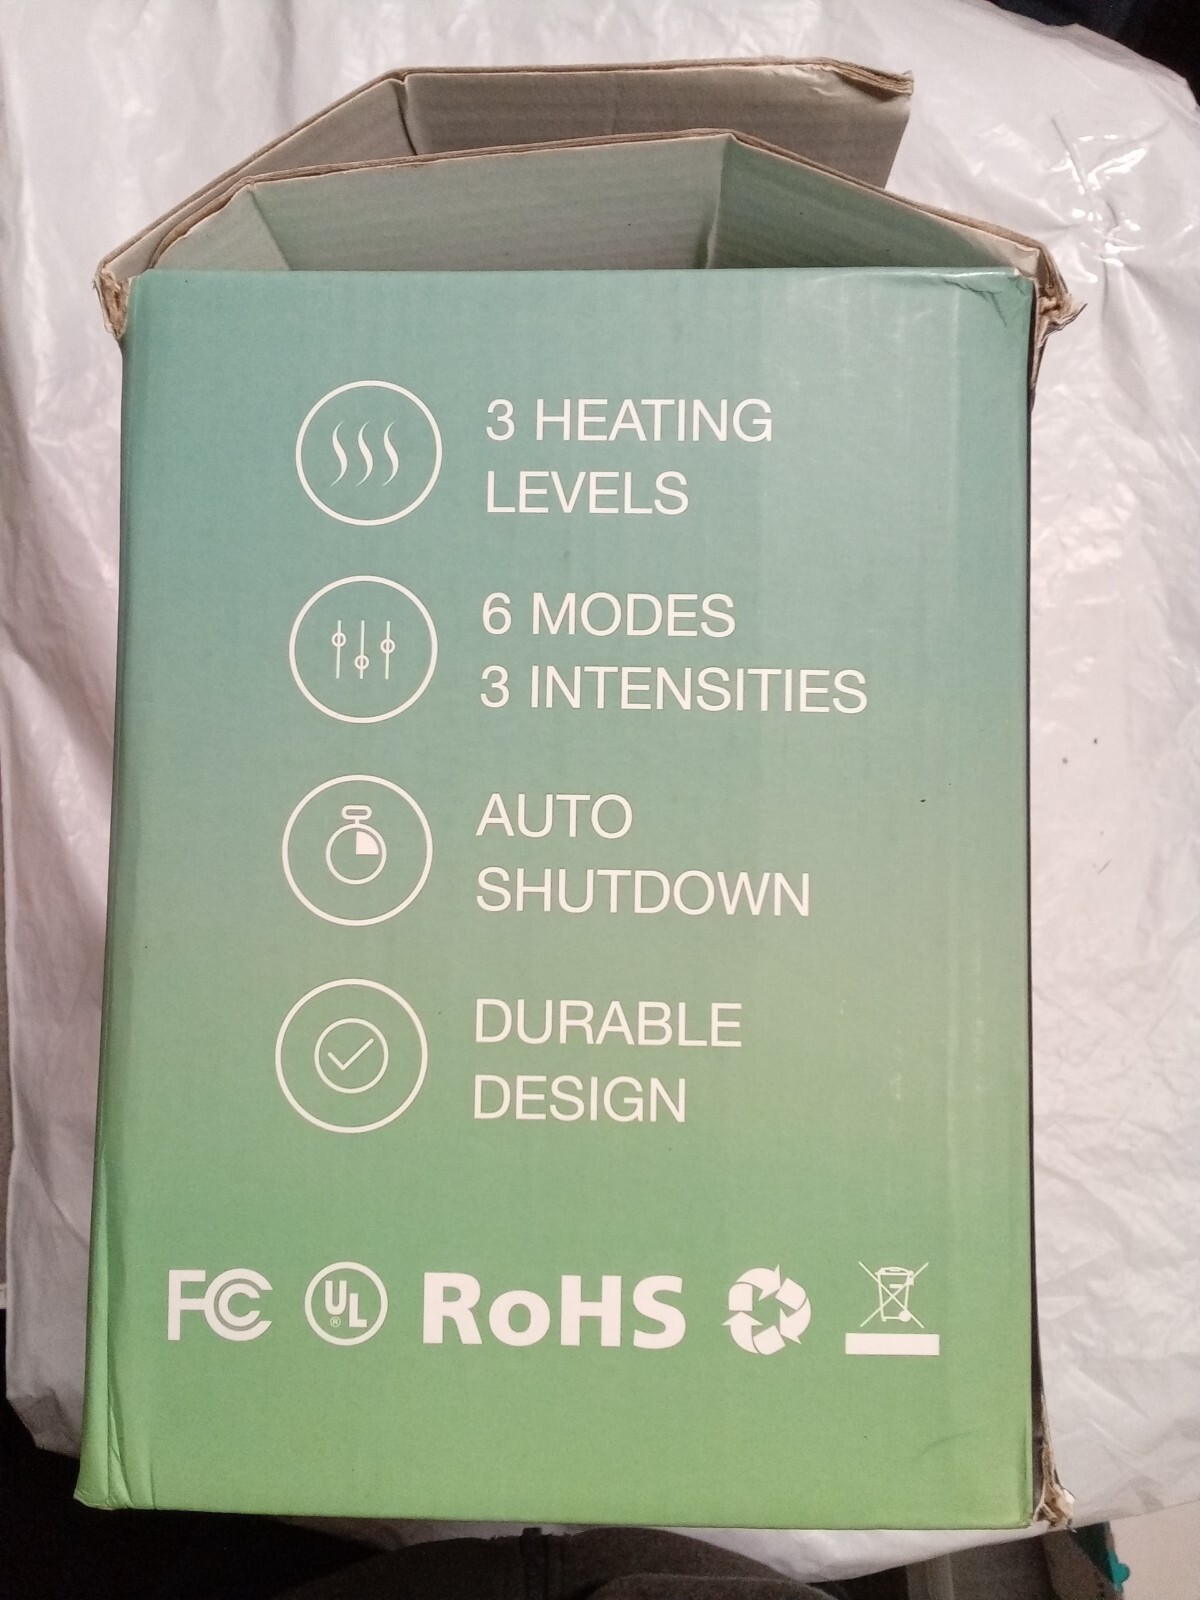 3 HEATING
LEVELS
6 MODES
3 INTENSITIES
AUTO
SHUTDOWN
DURABLE
DESIGN
FC UL® RoHS